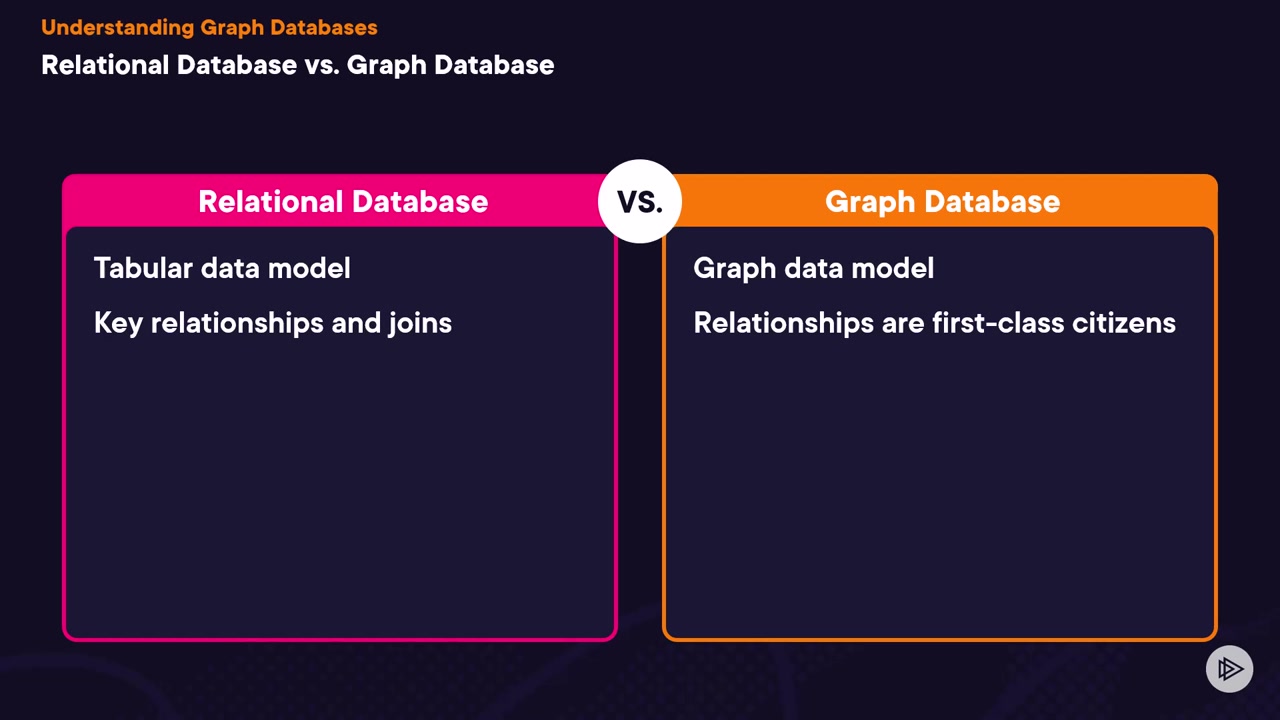 Understanding Graph Databases
Relational Database vs. Graph Database
Relational Database
VS.
Graph Database
Tabular data model
Key relationships and joins
Graph data model
Relationships are first-class citizens